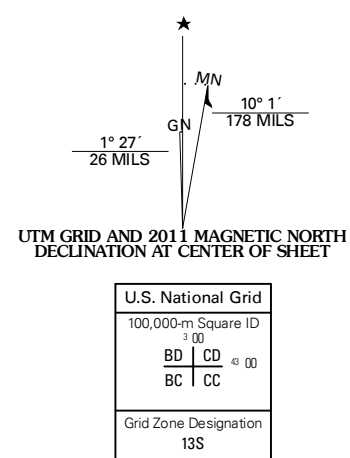 ★
MN
GN
10° 1´
178 MILS
1° 27´
26 MILS
UTM GRID AND 2011 MAGNETIC NORTH
DECLINATION AT CENTER OF SHEET
U.S. National Grid
100,000-m Square ID
3 00
BD CD 43 00
BC CC
Grid Zone Designation
13S